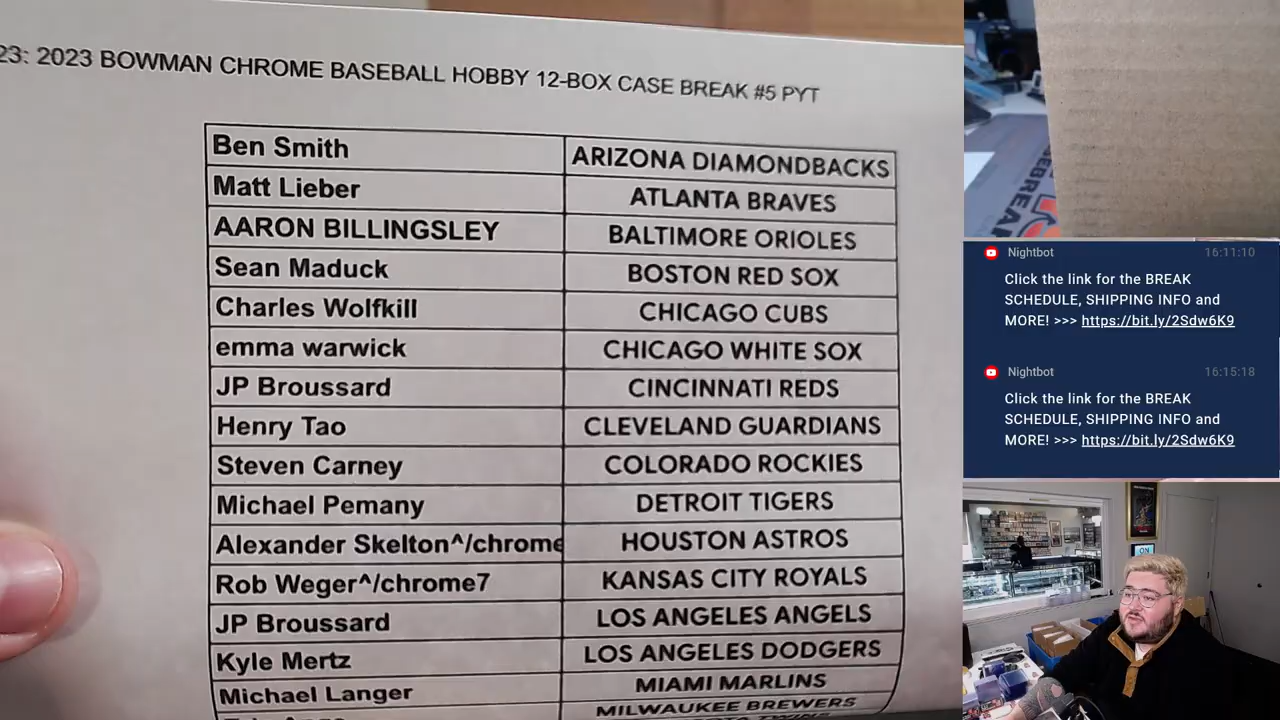 23: 2023 BOWMAN CHROME BASEBALL HOBBY 12-BOX CASE BREAK #5 PYT
Ben Smith ARIZONA DIAMONDBACKS
Matt Lieber ATLANTA BRAVES
AARON BILLINGSLEY BALTIMORE ORIOLES
Sean Maduck BOSTON RED SOX
Charles Wolfkill CHICAGO CUBS
emma warwick CHICAGO WHITE SOX
JP Broussard CINCINNATI REDS
Henry Tao CLEVELAND GUARDIANS
Steven Carney COLORADO ROCKIES
Michael Pemany DETROIT TIGERS
Alexander Skelton^/chrome HOUSTON ASTROS
Rob Weger^/chrome7 KANSAS CITY ROYALS
JP Broussard LOS ANGELES ANGELS
Kyle Mertz LOS ANGELES DODGERS
Michael Langer MIAMI MARLINS
MILWAUKEE BREWERS
Nightbot 16:11:10
Click the link for the BREAK
SCHEDULE, SHIPPING INFO and
MORE! >>> https://bit.ly/2Sdw6K9
Nightbot 16:15:18
Click the link for the BREAK
SCHEDULE, SHIPPING INFO and
MORE! >>> https://bit.ly/2Sdw6K9
ON